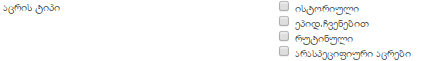 აცრის ტიპი
ისტორიული
ეპიდ.ჩვენებით
რუტინული
არასპეციფიური აცრები